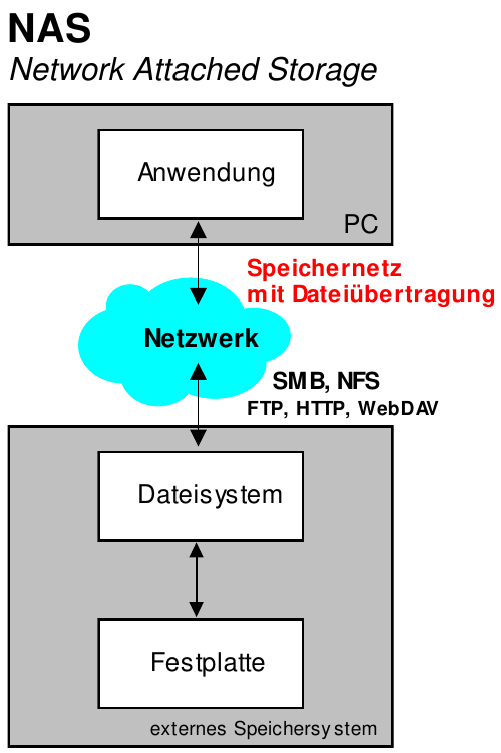 NAS
Network Attached Storage
Anwendung
PC
Speichernetz
mit Dateiübertragung
Netzwerk
SMB, NFS
FTP, HTTP, WebDAV
Dateisystem
Festplatte
externes Speichersystem